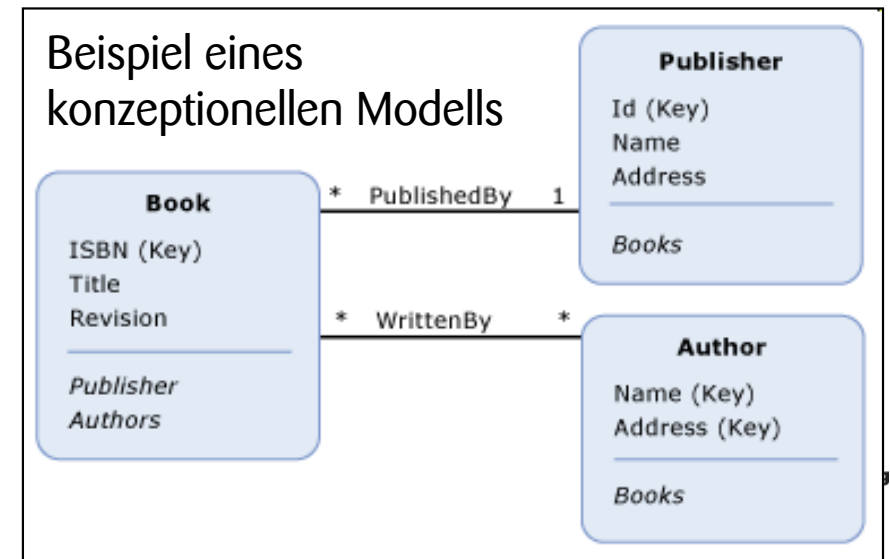 Beispiel eines
konzeptionellen Modells
Book
ISBN (Key)
Title
Revision
Publisher
Authors
* PublishedBy 1
* WrittenBy *
Publisher
Id (Key)
Name
Address
Books
Author
Name (Key)
Address (Key)
Books